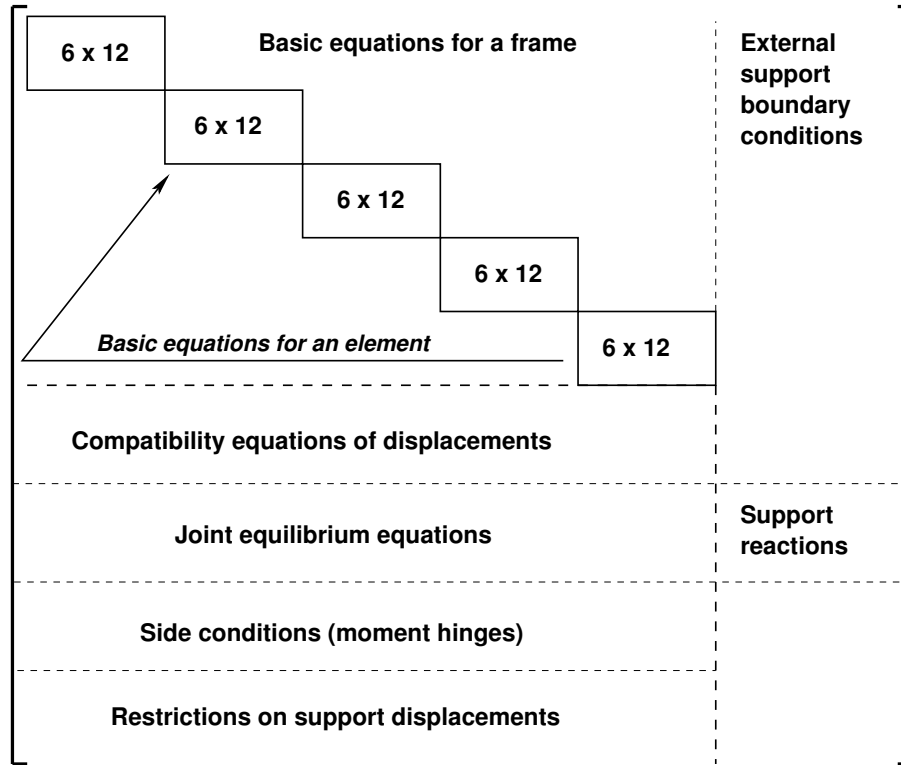 6 x 12
Basic equations for a frame
External
support
boundary
conditions
6 x 12
6 x 12
6 x 12
Basic equations for an element
6 x 12
Compatibility equations of displacements
Joint equilibrium equations
Support
reactions
Side conditions (moment hinges)
Restrictions on support displacements